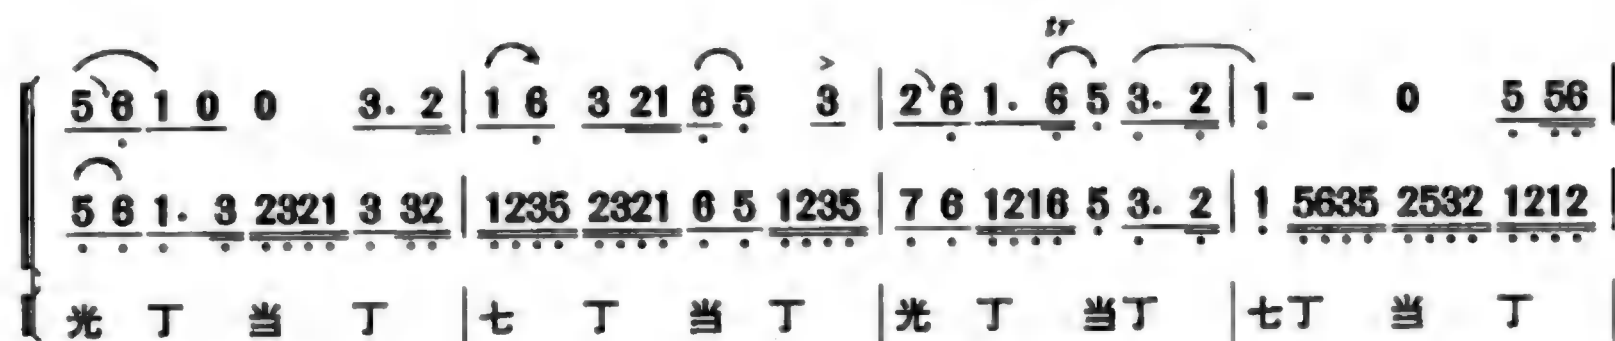 tr
5 6 1 0 0 3. 2 | 1 6 3 21 6 5 3 | 2 6 1. 6 5 3. 2 | 1 - 0 5 56 |
5 6 1. 3 2321 3 32 | 1235 2321 6 5 1235 | 7 6 1216 5 3. 2 | 1 5635 2532 1212 |
光 丁 当 丁 | 七 丁 当 丁 | 光 丁 当丁 | 七丁 当 丁 |